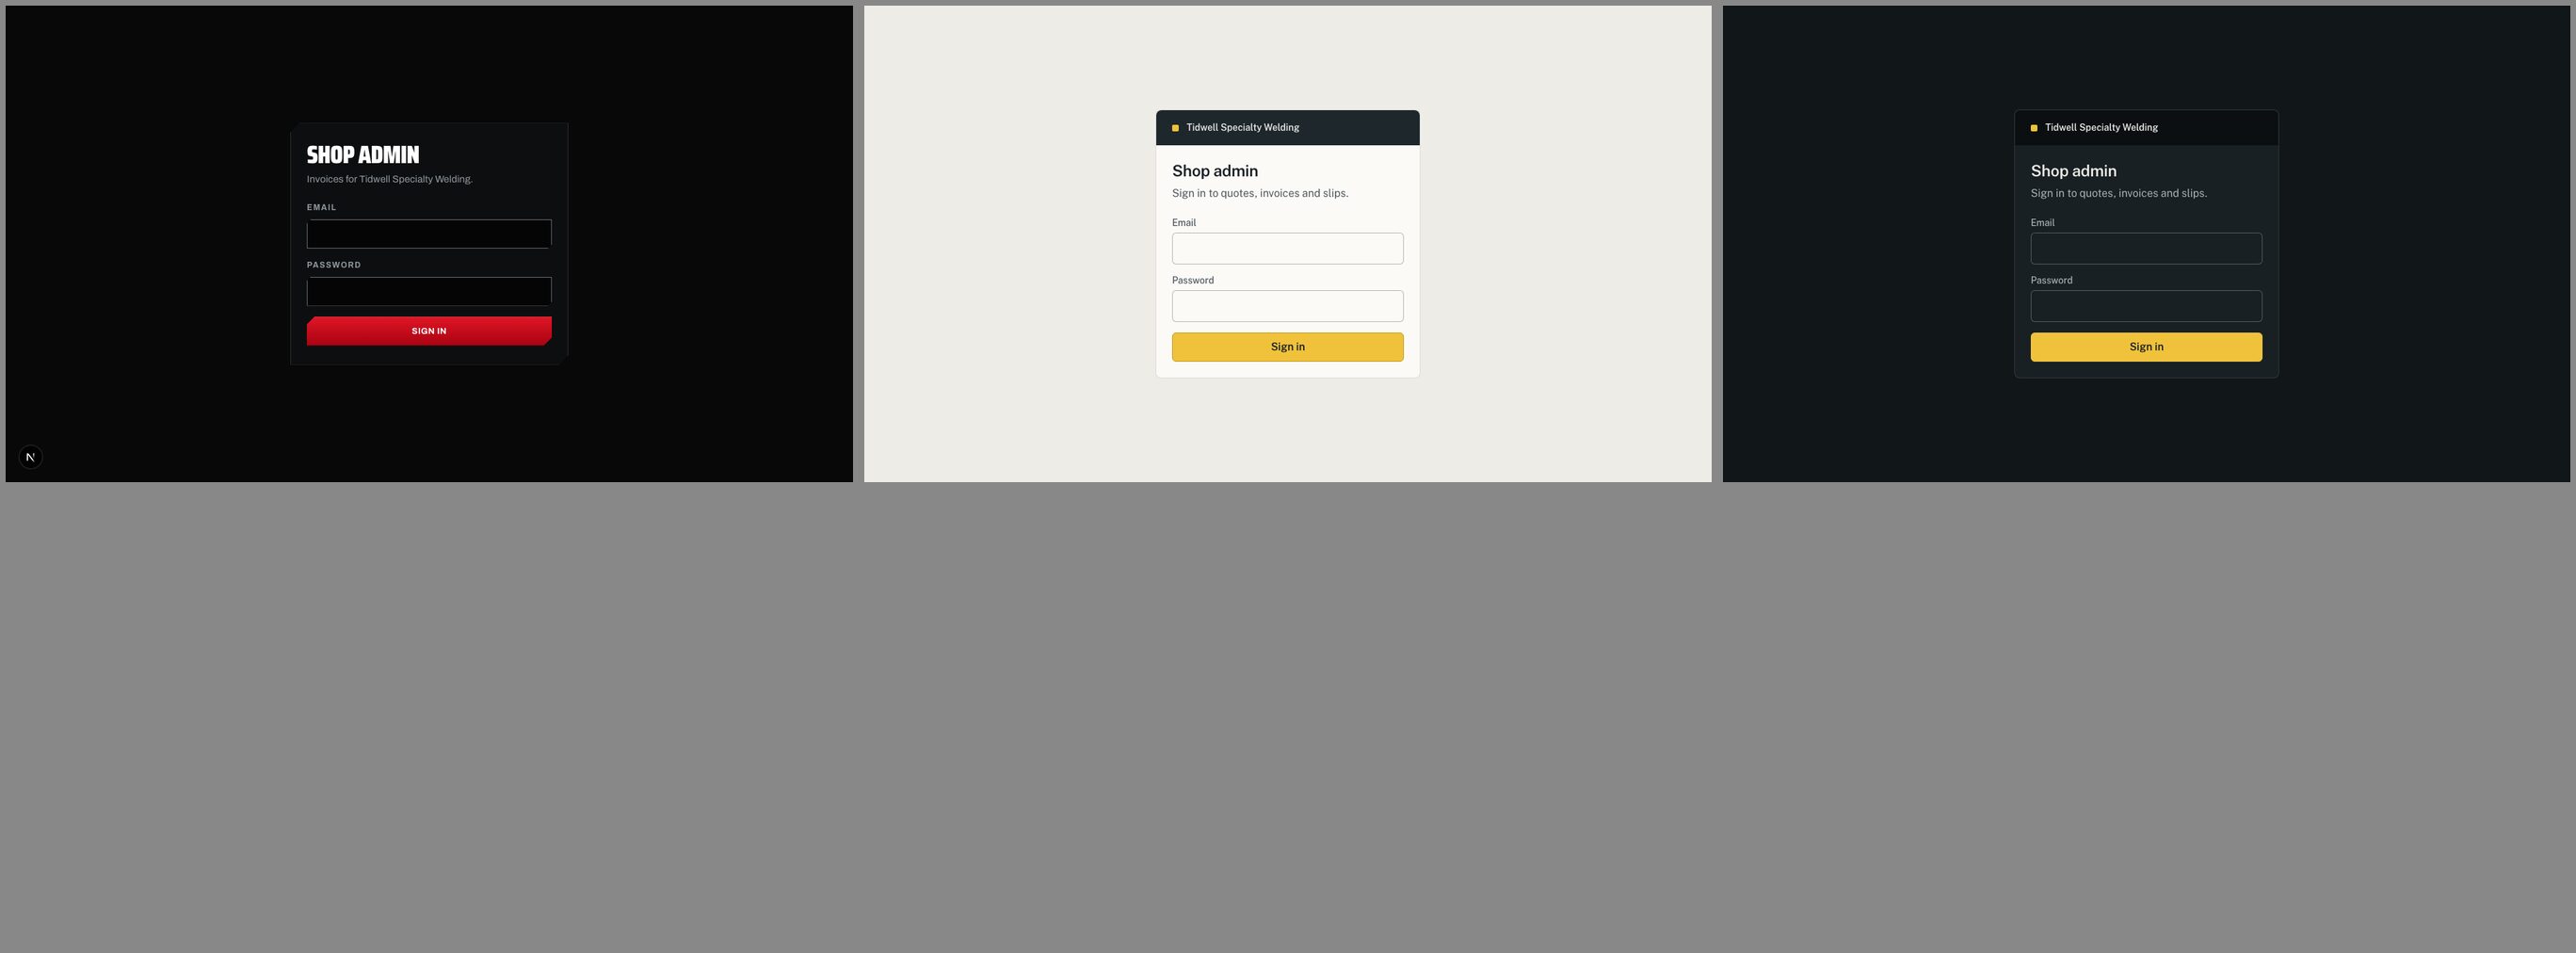 SHOP ADMIN
Invoices for Tidwell Specialty Welding.
EMAIL
PASSWORD
SIGN IN
N
Tidwell Specialty Welding
Shop admin
Sign in to quotes, invoices and slips.
Email
Password
Sign in
Tidwell Specialty Welding
Shop admin
Sign in to quotes, invoices and slips.
Email
Password
Sign in